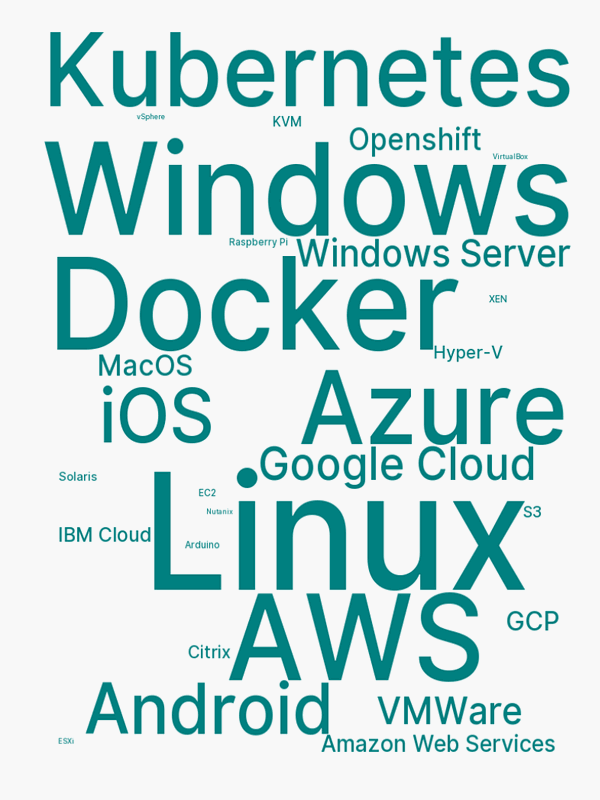 Kubernetes
vSphere
KVM
Openshift
VirtualBox
Windows
Raspberry Pi
Windows Server
Docker
XEN
Hyper-V
MacOS
iOS
Azure
Google Cloud
Solaris
EC2
Nutanix
Linux
S3
IBM Cloud
Arduino
AWS
GCP
Citrix
Android
VMWare
ESXi
Amazon Web Services